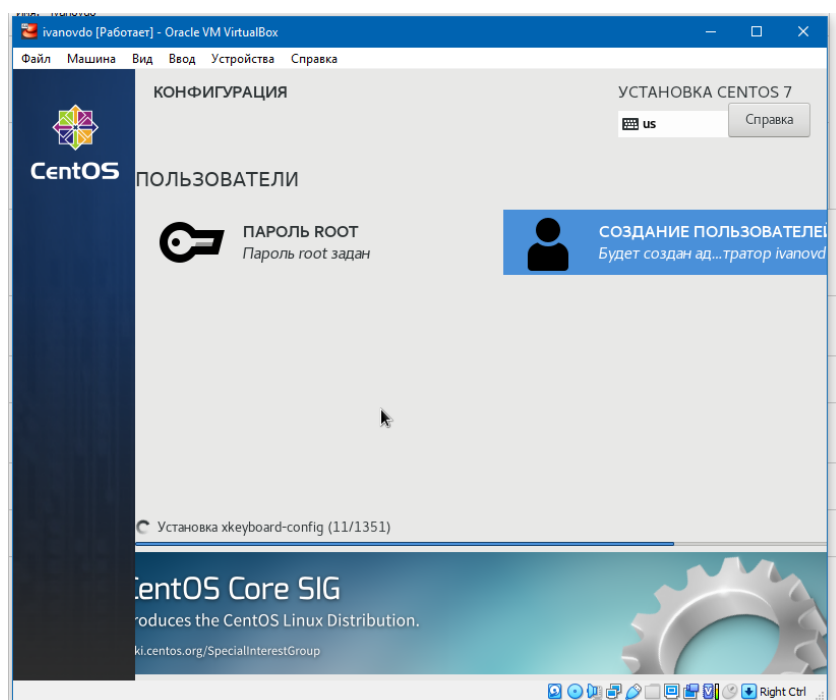 ivanovdo [Работает] - Oracle VM VirtualBox
Файл Машина Вид Ввод Устройства Справка
КОНФИГУРАЦИЯ
УСТАНОВКА CENTOS 7
us
Справка
CentOS
ПОЛЬЗОВАТЕЛИ
ПАРОЛЬ ROOT
Пароль root задан
СОЗДАНИЕ ПОЛЬЗОВАТЕЛЕЙ
Будет создан ад...тратор ivanovd
Установка xkeyboard-config (11/1351)
CentOS Core SIG
roduces the CentOS Linux Distribution.
ki.centos.org/SpecialInterestGroup
Right Ctrl